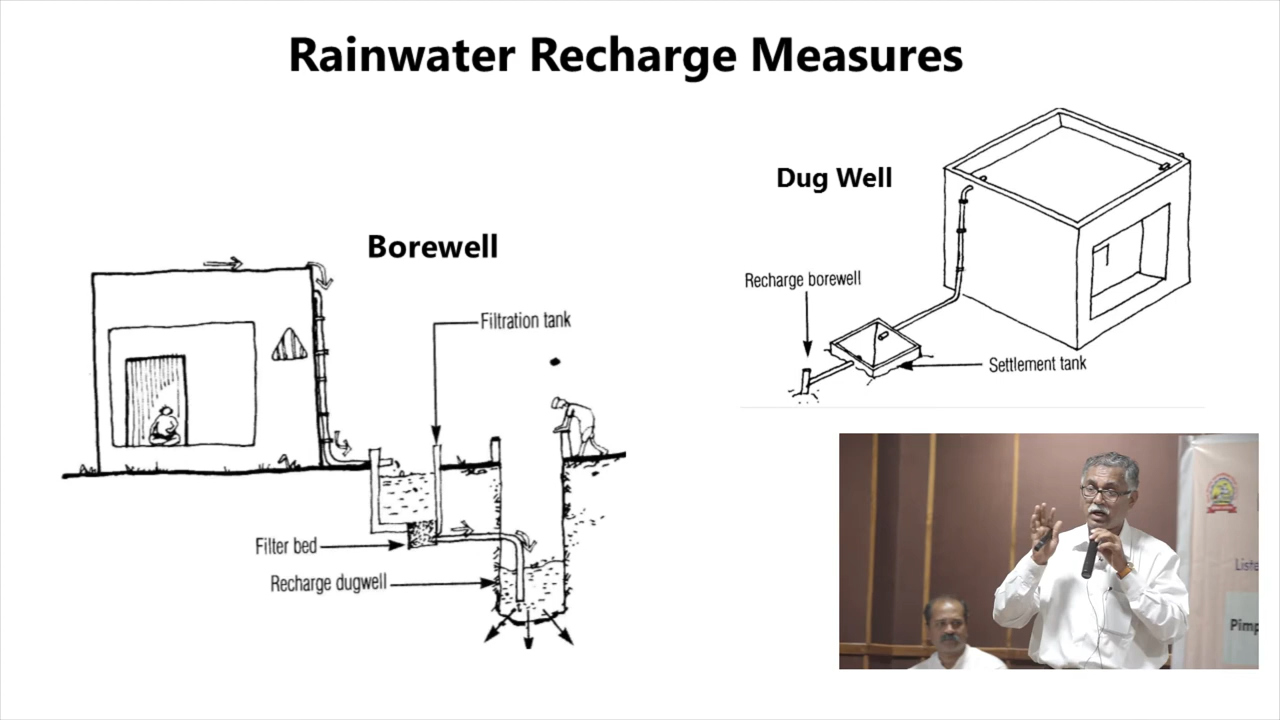 Rainwater Recharge Measures
Dug Well
Borewell
Recharge borewell
Settlement tank
Filtration tank
Filter bed
Recharge dugwell